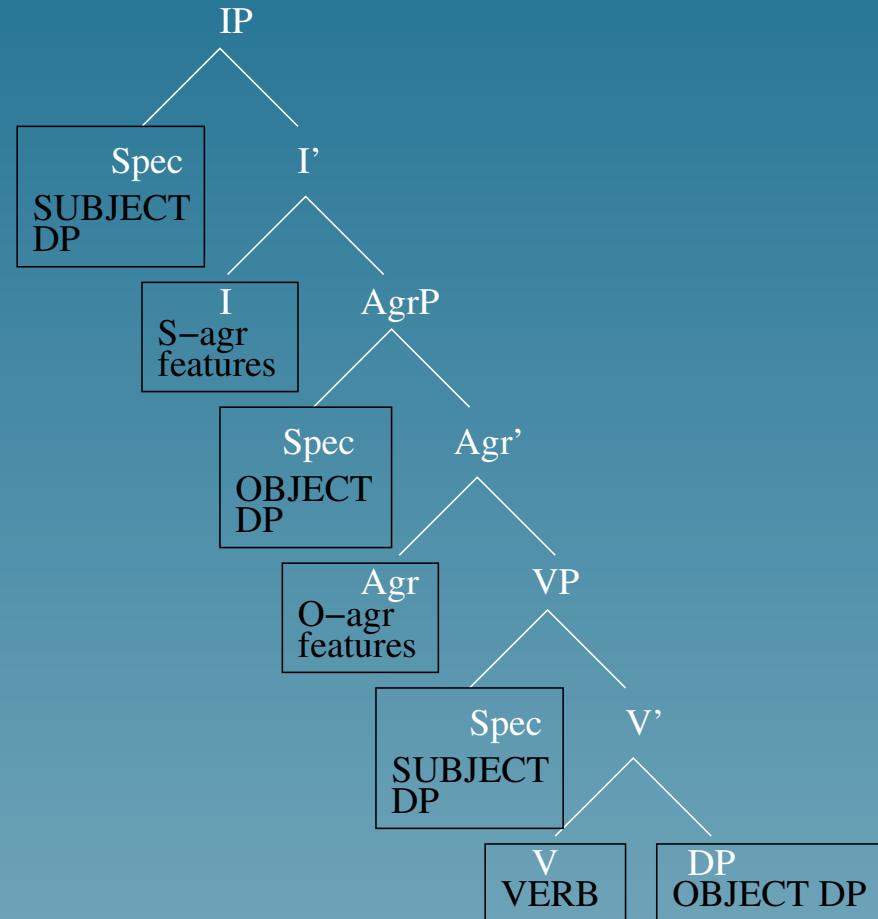 IP
Spec
SUBJECT
DP
I’
I
S−agr
features
AgrP
Spec
OBJECT
DP
Agr’
Agr
O−agr
features
VP
Spec
SUBJECT
DP
V’
V
VERB
DP
OBJECT DP